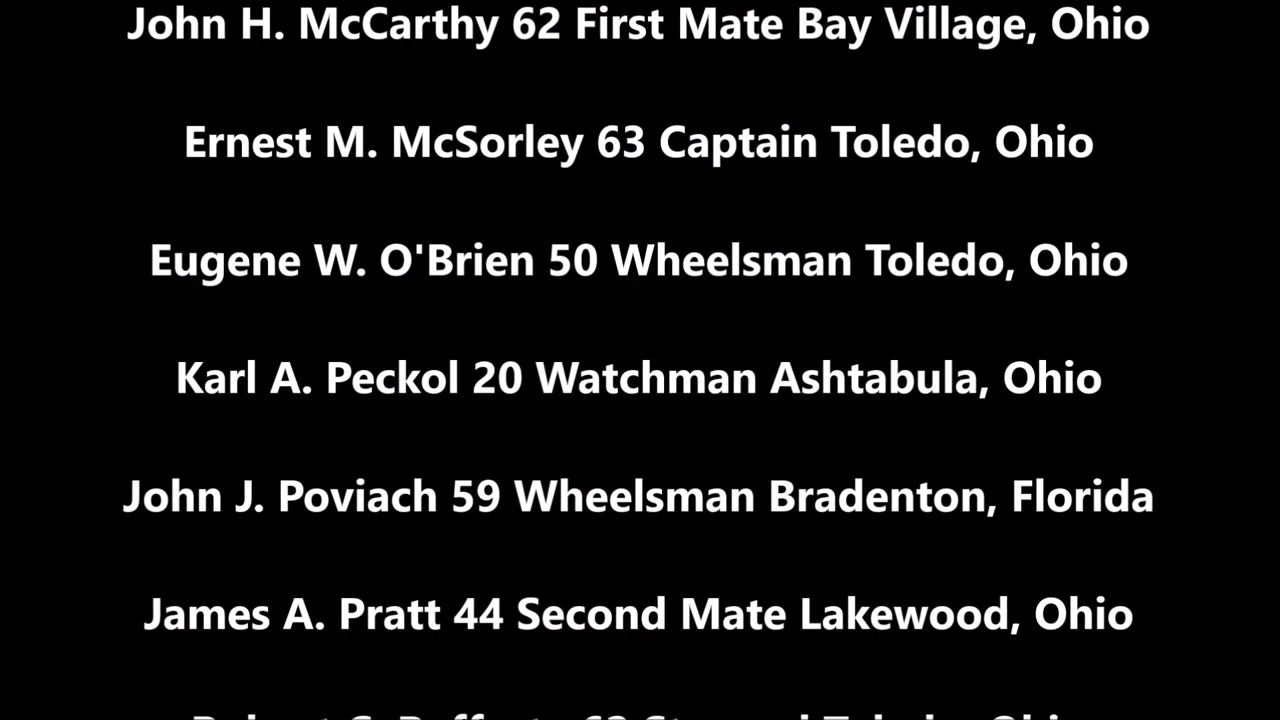 John H. McCarthy 62 First Mate Bay Village, Ohio
Ernest M. McSorley 63 Captain Toledo, Ohio
Eugene W. O'Brien 50 Wheelsman Toledo, Ohio
Karl A. Peckol 20 Watchman Ashtabula, Ohio
John J. Poviach 59 Wheelsman Bradenton, Florida
James A. Pratt 44 Second Mate Lakewood, Ohio